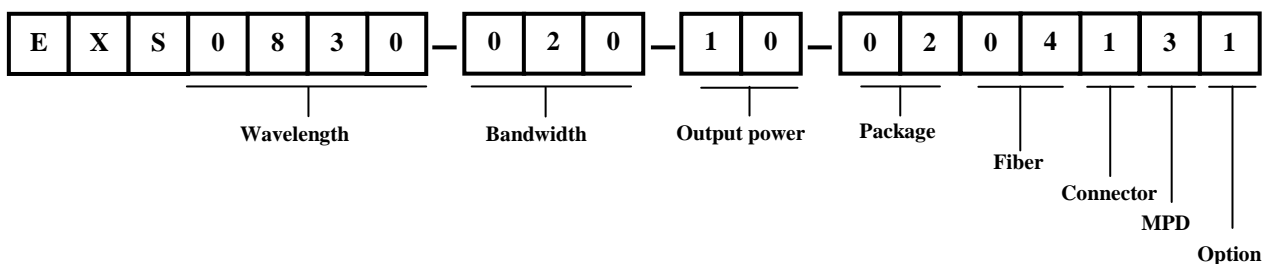 E X S 0 8 3 0 – 0 2 0 – 1 0 – 0 2 0 4 1 3 1
Wavelength Bandwidth Output power Package
Fiber
Connector
MPD
Option